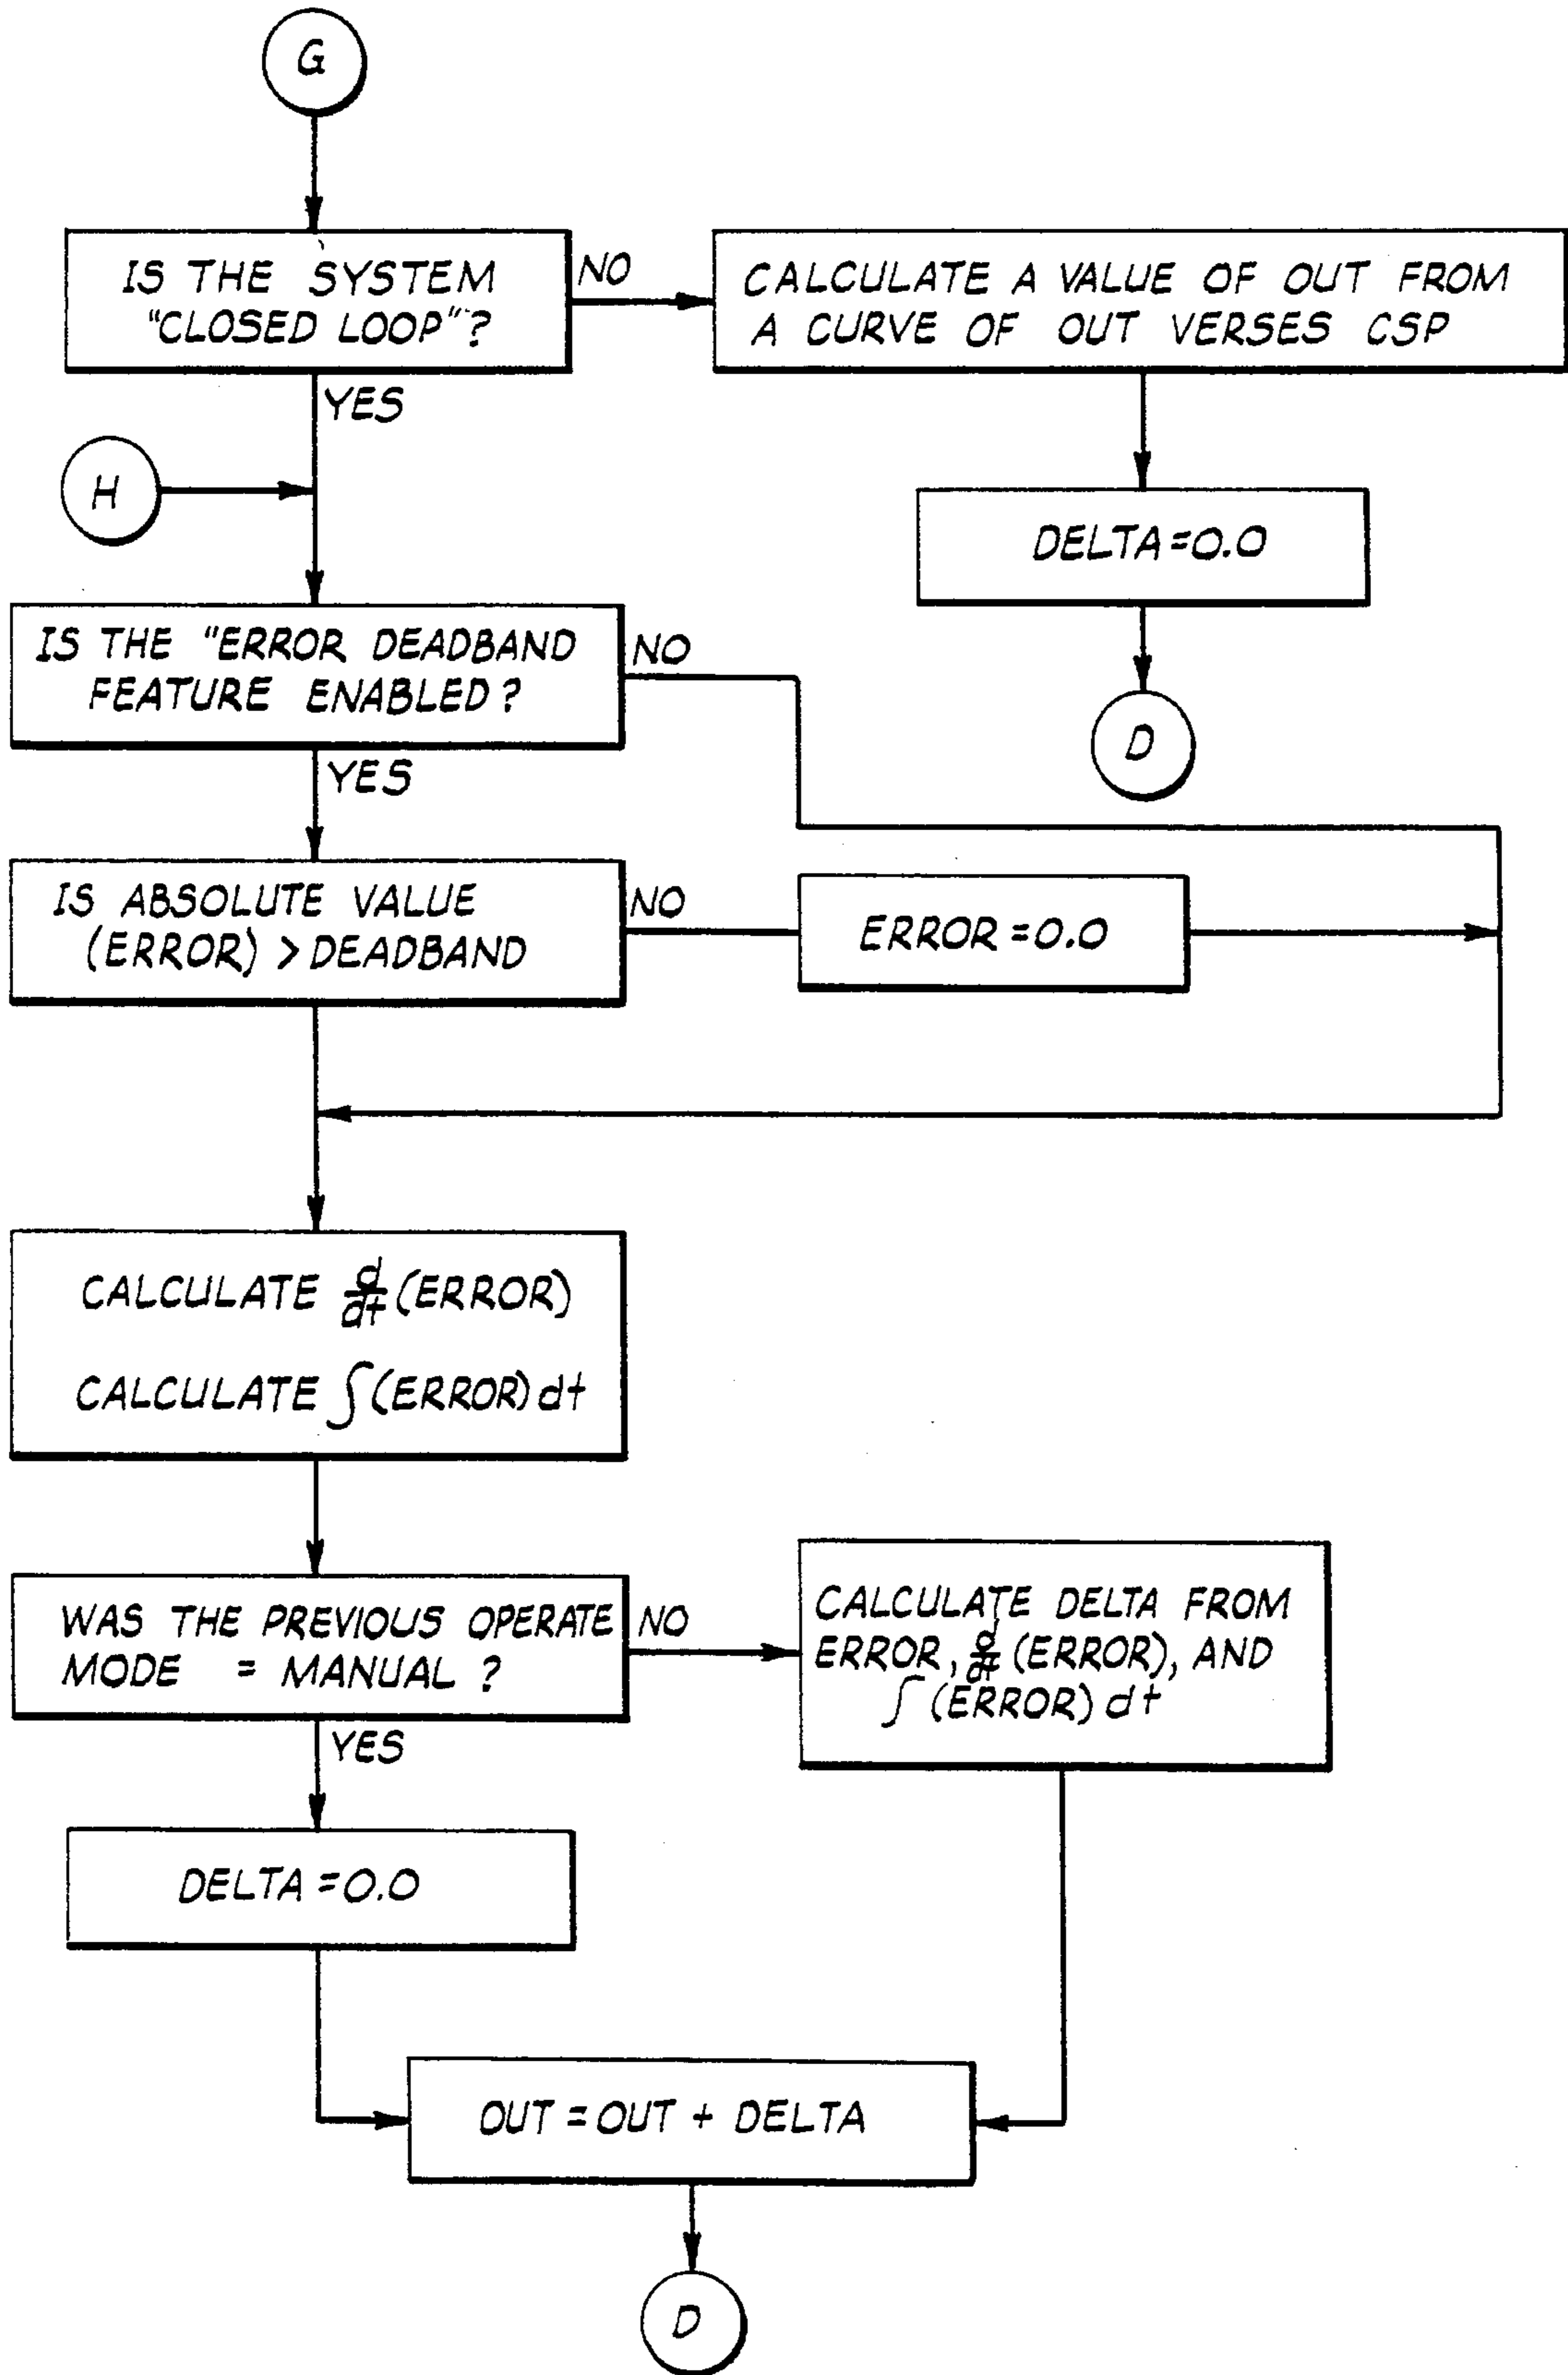 G
IS THE SYSTEM
"CLOSED LOOP"?
NO
CALCULATE A VALUE OF OUT FROM
A CURVE OF OUT VERSES CSP
YES
H
DELTA=0.0
D
IS THE "ERROR DEADBAND
FEATURE ENABLED?
NO
YES
IS ABSOLUTE VALUE
(ERROR) > DEADBAND
NO
ERROR=0.0
CALCULATE d/dt (ERROR)
CALCULATE ∫(ERROR)dt
WAS THE PREVIOUS OPERATE
MODE = MANUAL?
NO
CALCULATE DELTA FROM
ERROR, d/dt (ERROR), AND
∫(ERROR)dt
YES
DELTA=0.0
OUT=OUT + DELTA
D